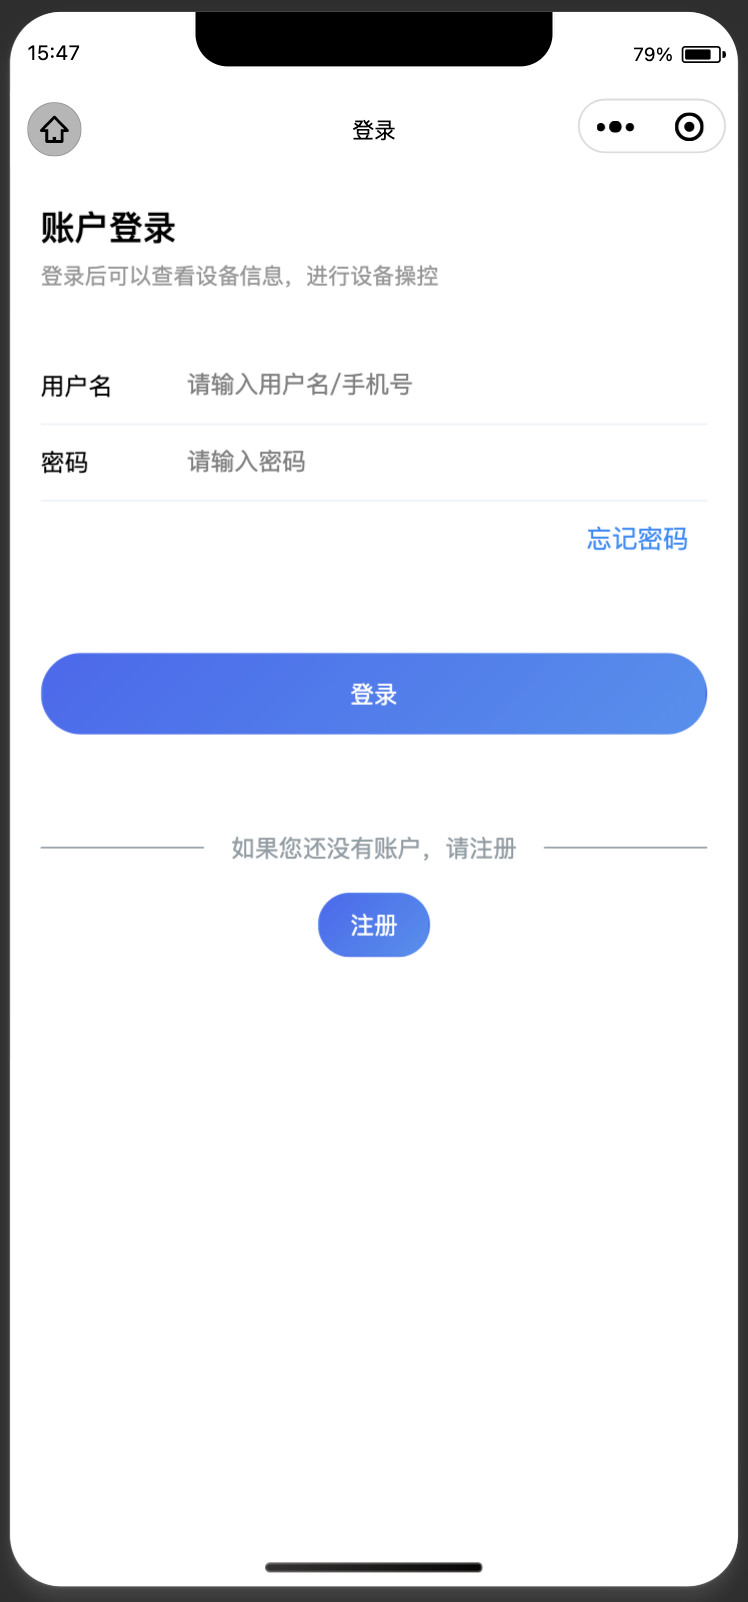 15:47
79%
登录
账户登录
登录后可以查看设备信息，进行设备操控
用户名 请输入用户名/手机号
密码 请输入密码
忘记密码
登录
如果您还没有账户，请注册
注册